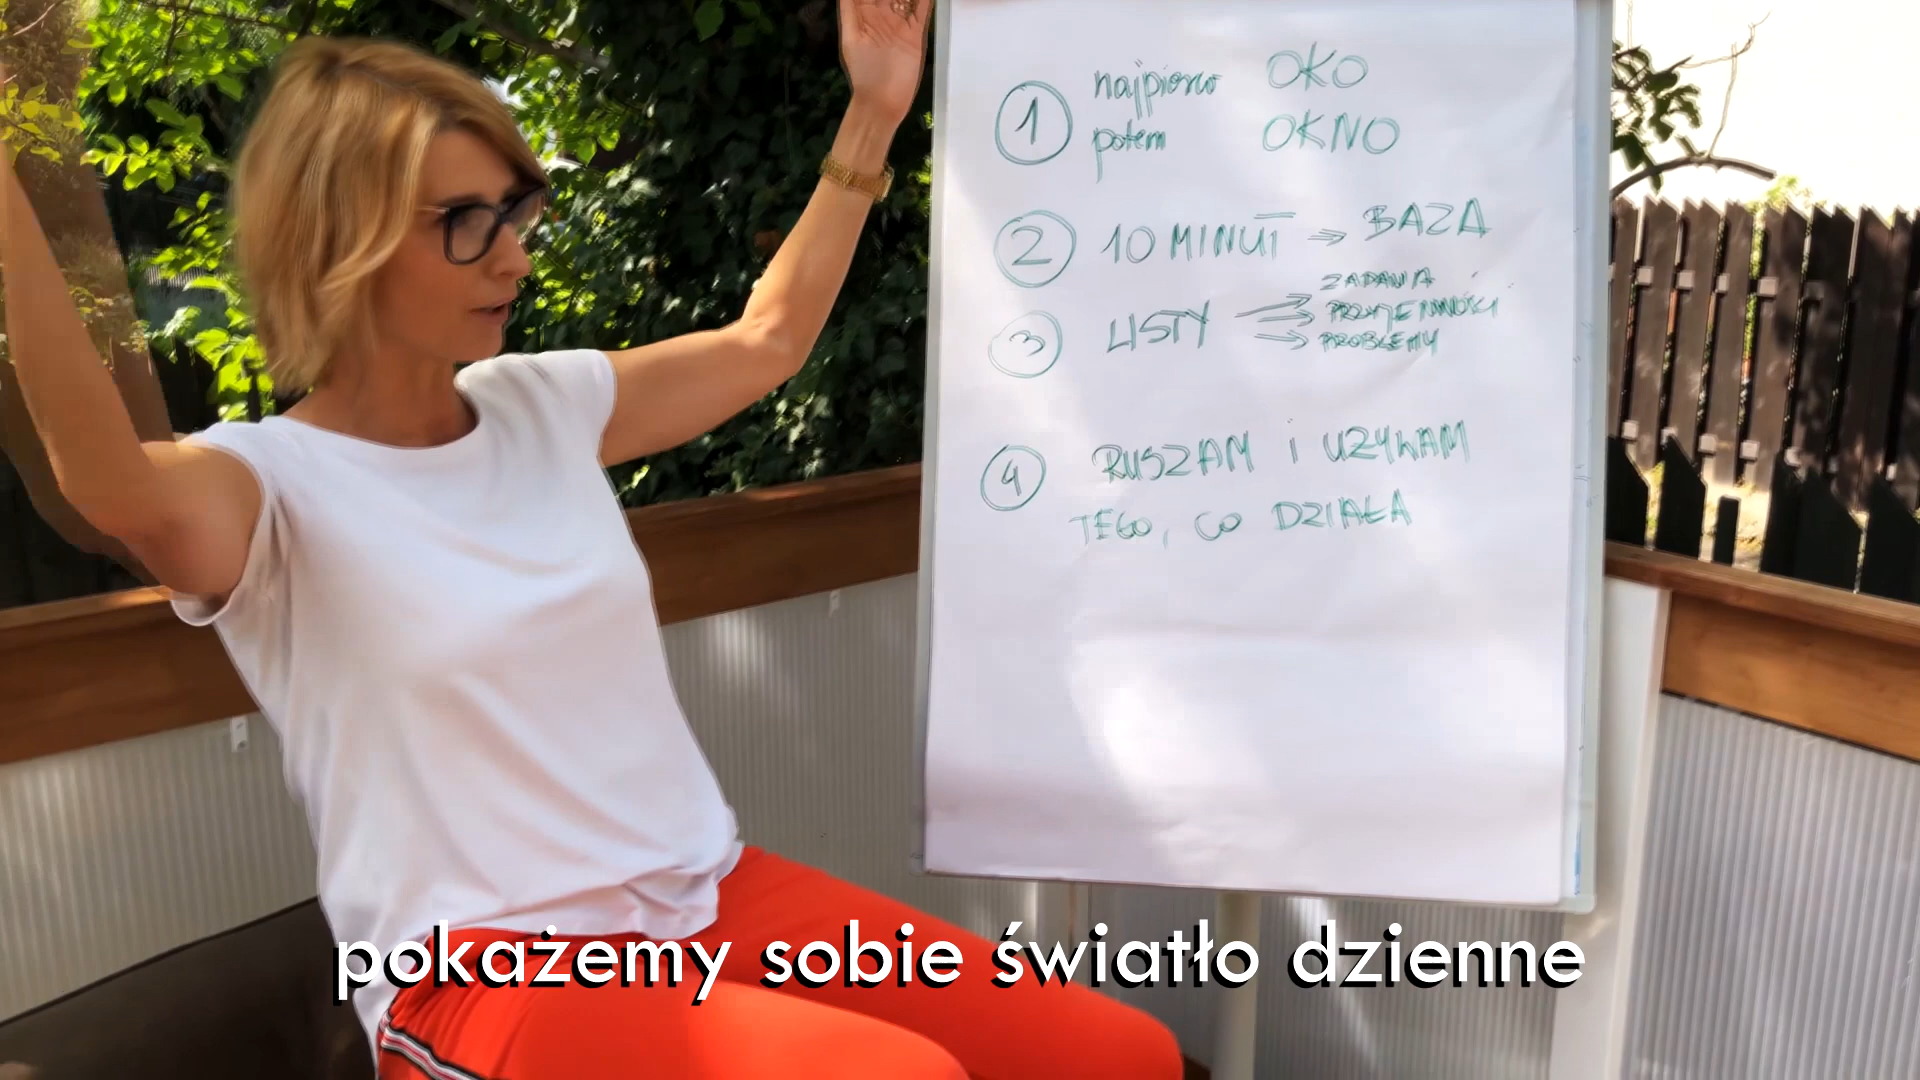 1 najpierw OKO
potem OKNO
2 10 MINUT → BAZA
3 LISTY → ZADANIA
PRZYJEMNOŚCI
PROBLEMY
4 RUSZAM i UŻYWAM
TEGO, CO DZIAŁA
pokażemy sobie światło dzienne